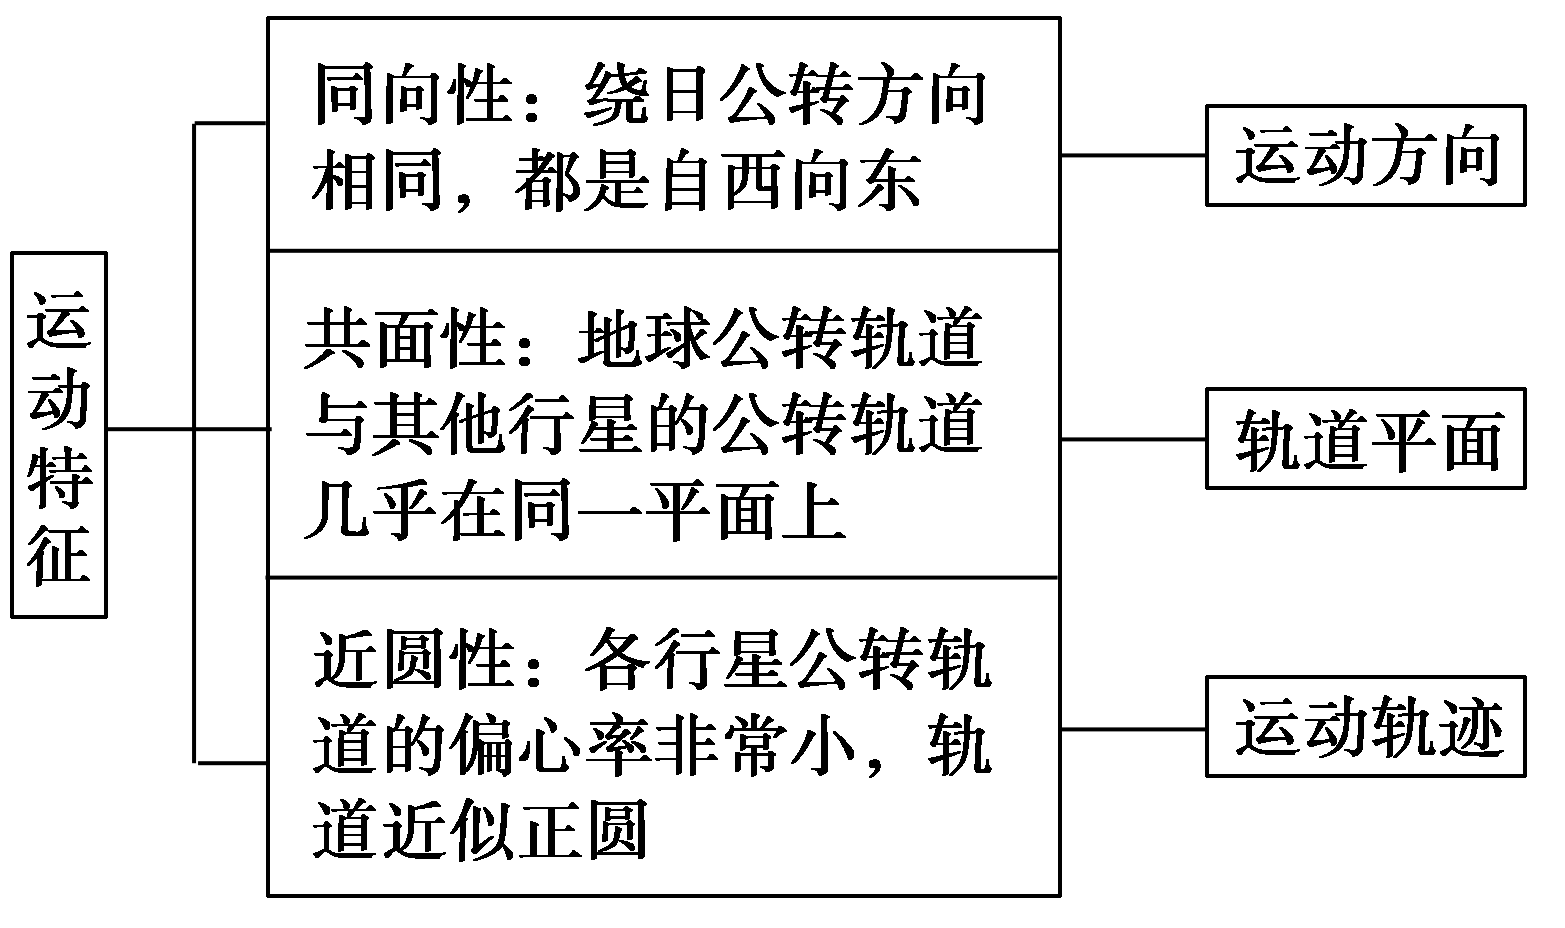 运动特征
同向性：绕日公转方向
相同，都是自西向东
运动方向
共面性：地球公转轨道
与其他行星的公转轨道
几乎在同一平面上
轨道平面
近圆性：各行星公转轨
道的偏心率非常小，轨
道近似正圆
运动轨迹